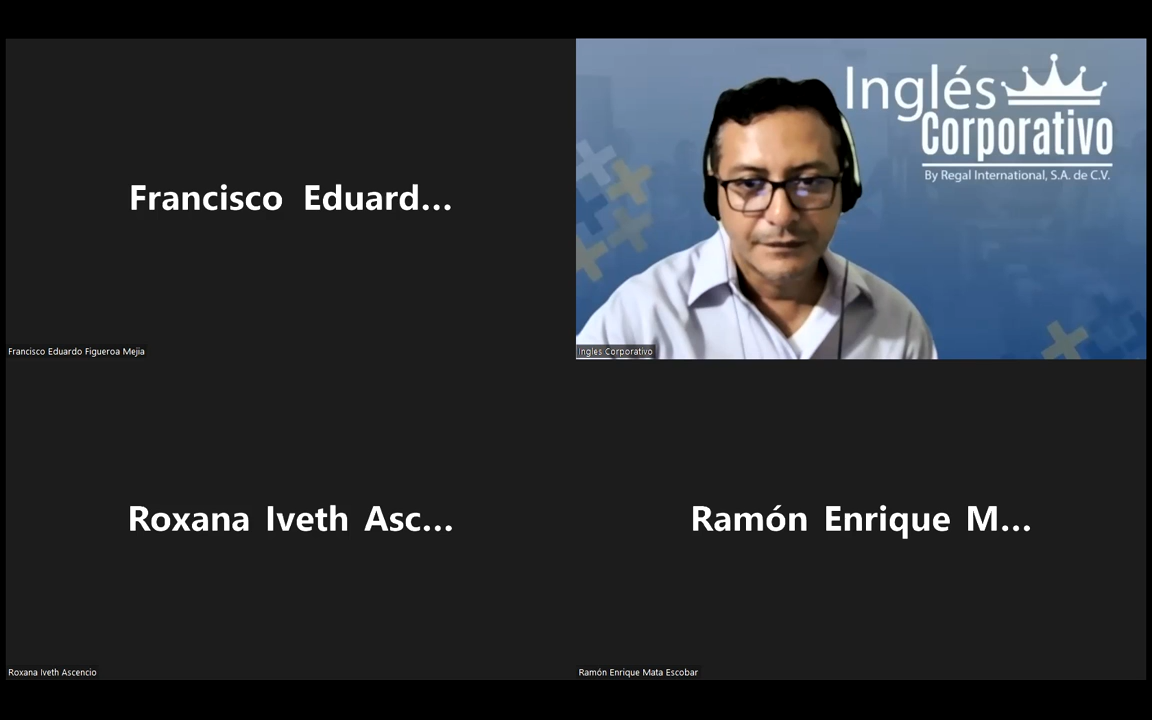 Francisco Eduard...
Francisco Eduardo Figueroa Mejia
Inglés
Corporativo
By Regal International, S.A. de C.V.
Ingles Corporativo
Roxana Iveth Asc...
Roxana Iveth Ascencio
Ramón Enrique M...
Ramón Enrique Mata Escobar